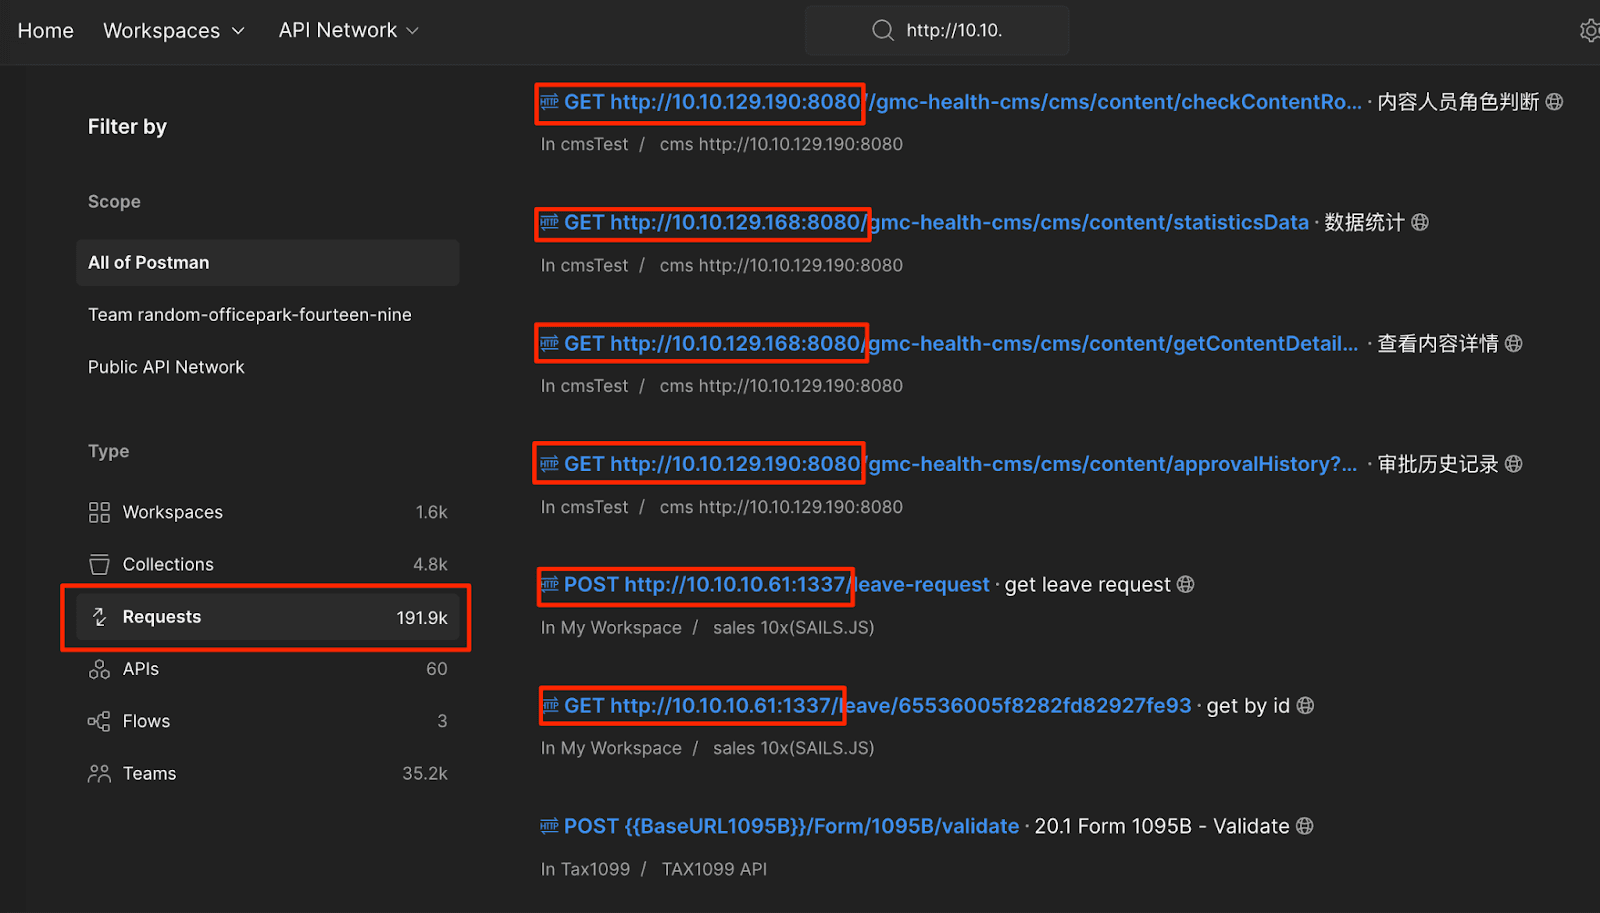 Home Workspaces API Network http://10.10.
Filter by
Scope
All of Postman
Team random-officepark-fourteen-nine
Public API Network
Type
Workspaces 1.6k
Collections 4.8k
Requests 191.9k
APIs 60
Flows 3
Teams 35.2k
HTTP GET http://10.10.129.190:8080//gmc-health-cms/cms/content/checkContentRo... · 内容人员角色判断
In cmsTest / cms http://10.10.129.190:8080
HTTP GET http://10.10.129.168:8080/gmc-health-cms/cms/content/statisticsData · 数据统计
In cmsTest / cms http://10.10.129.190:8080
HTTP GET http://10.10.129.168:8080/gmc-health-cms/cms/content/getContentDetail... · 查看内容详情
In cmsTest / cms http://10.10.129.190:8080
HTTP GET http://10.10.129.190:8080/gmc-health-cms/cms/content/approvalHistory?... · 审批历史记录
In cmsTest / cms http://10.10.129.190:8080
HTTP POST http://10.10.10.61:1337/leave-request · get leave request
In My Workspace / sales 10x(SAILS.JS)
HTTP GET http://10.10.10.61:1337/leave/65536005f8282fd82927fe93 · get by id
In My Workspace / sales 10x(SAILS.JS)
HTTP POST {{BaseURL1095B}}/Form/1095B/validate · 20.1 Form 1095B - Validate
In Tax1099 / TAX1099 API